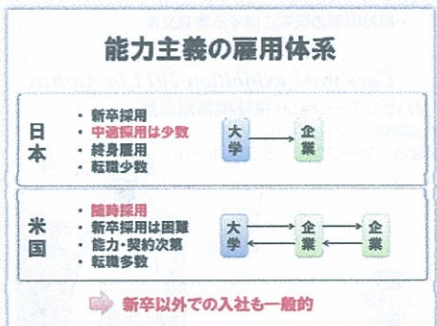 能力主義の雇用体系
日本
・新卒採用
・中途採用は少数
・終身雇用
・転職少数
大学
企業
米国
・随時採用
・新卒採用は困難
・能力・契約次第
・転職多数
大学
企業
企業
新卒以外での入社も一般的